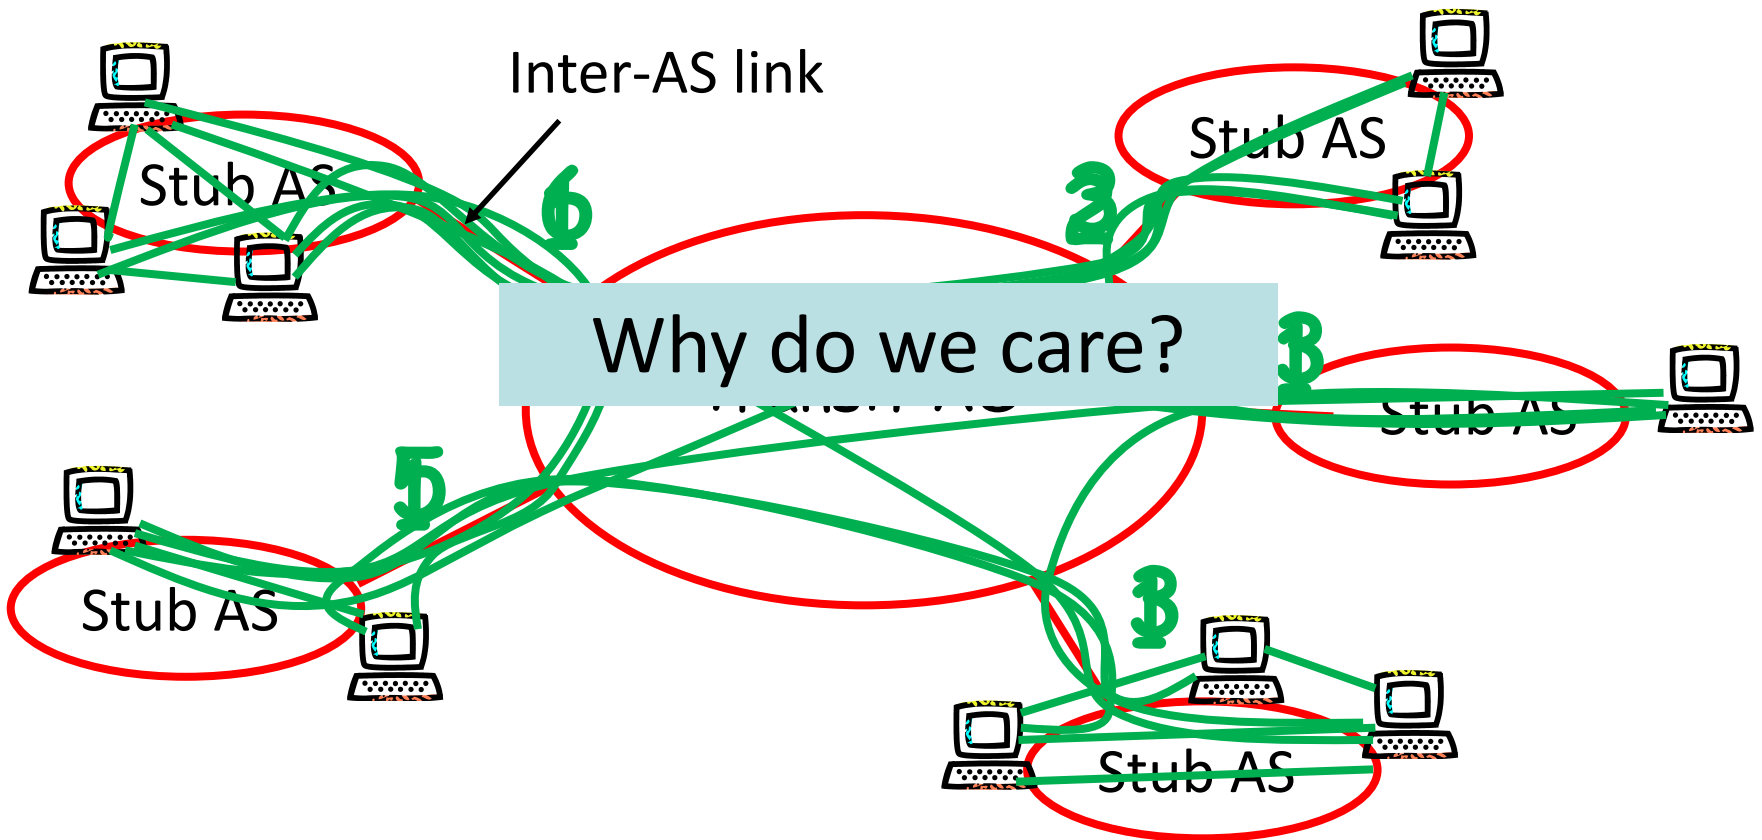 Inter-AS link
Stub AS
Stub AS
Why do we care?
Stub AS
Stub AS
Stub AS